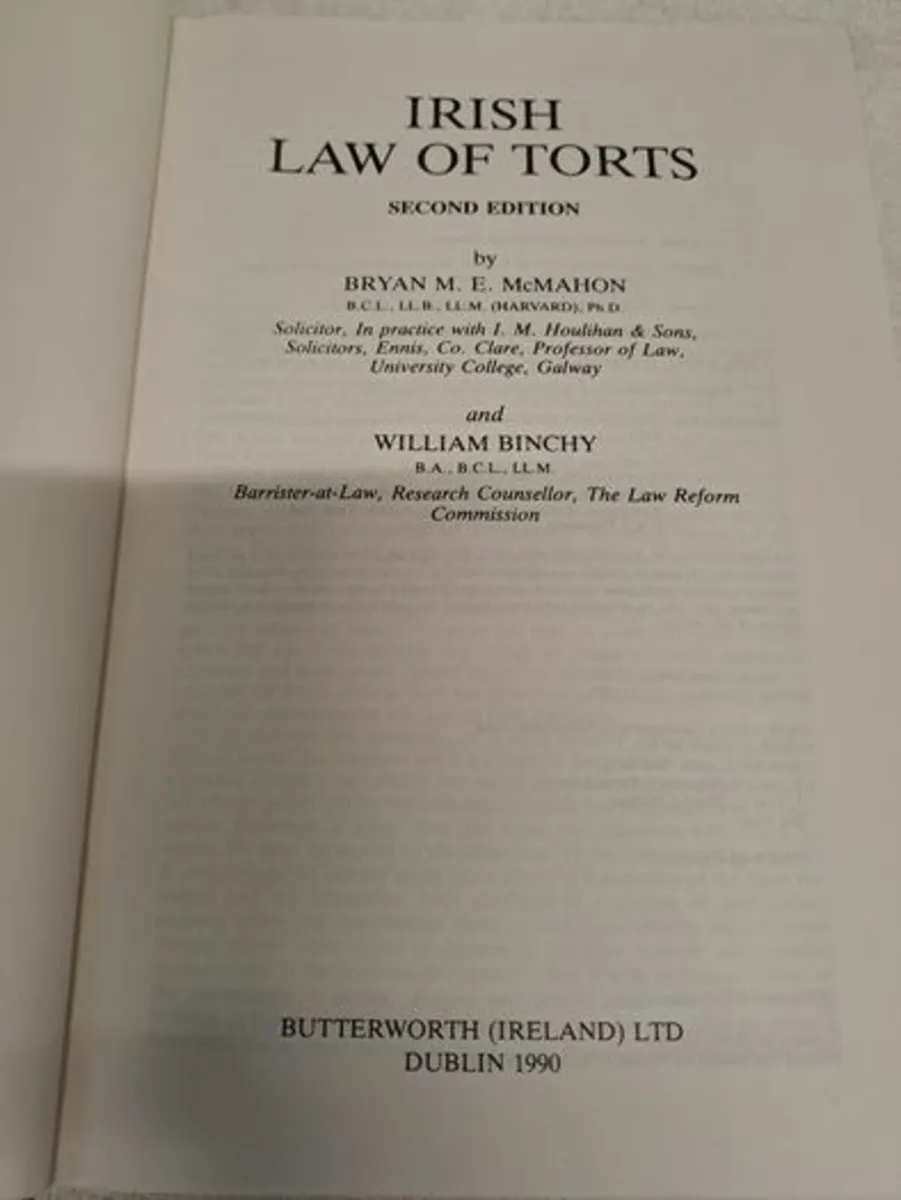 IRISH
LAW OF TORTS
SECOND EDITION
by
BRYAN M. E. McMAHON
B.C.L., LL.B., LL.M. (HARVARD), Ph.D.
Solicitor, In practice with I. M. Houlihan & Sons,
Solicitors, Ennis, Co. Clare, Professor of Law,
University College, Galway
and
WILLIAM BINCHY
B.A., B.C.L., LL.M.
Barrister-at-Law, Research Counsellor, The Law Reform
Commission
BUTTERWORTH (IRELAND) LTD
DUBLIN 1990